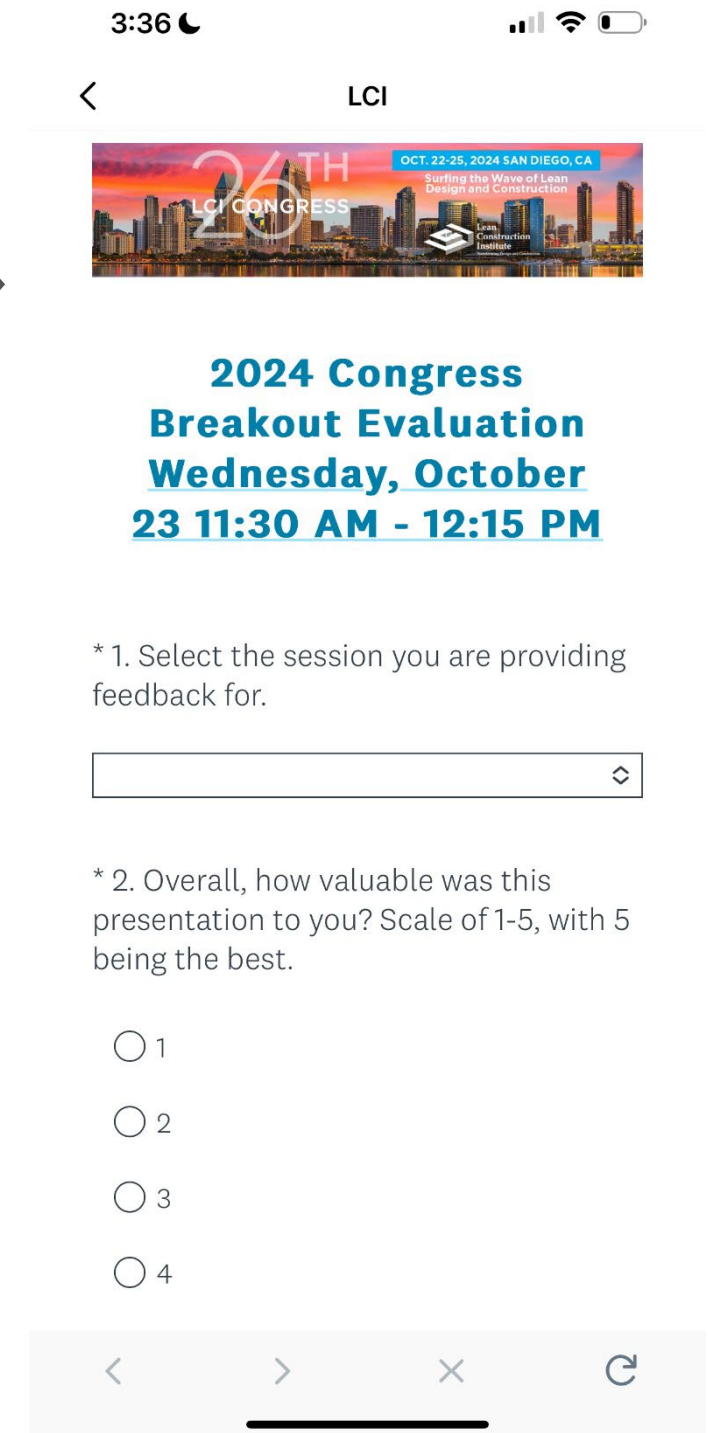 3:36
LCI
26TH
LCI CONGRESS
OCT. 22-25, 2024 SAN DIEGO, CA
Surfing the Wave of Lean
Design and Construction
Lean
Construction
Institute
2024 Congress
Breakout Evaluation
Wednesday, October
23 11:30 AM - 12:15 PM
* 1. Select the session you are providing
feedback for.
* 2. Overall, how valuable was this
presentation to you? Scale of 1-5, with 5
being the best.
1
2
3
4